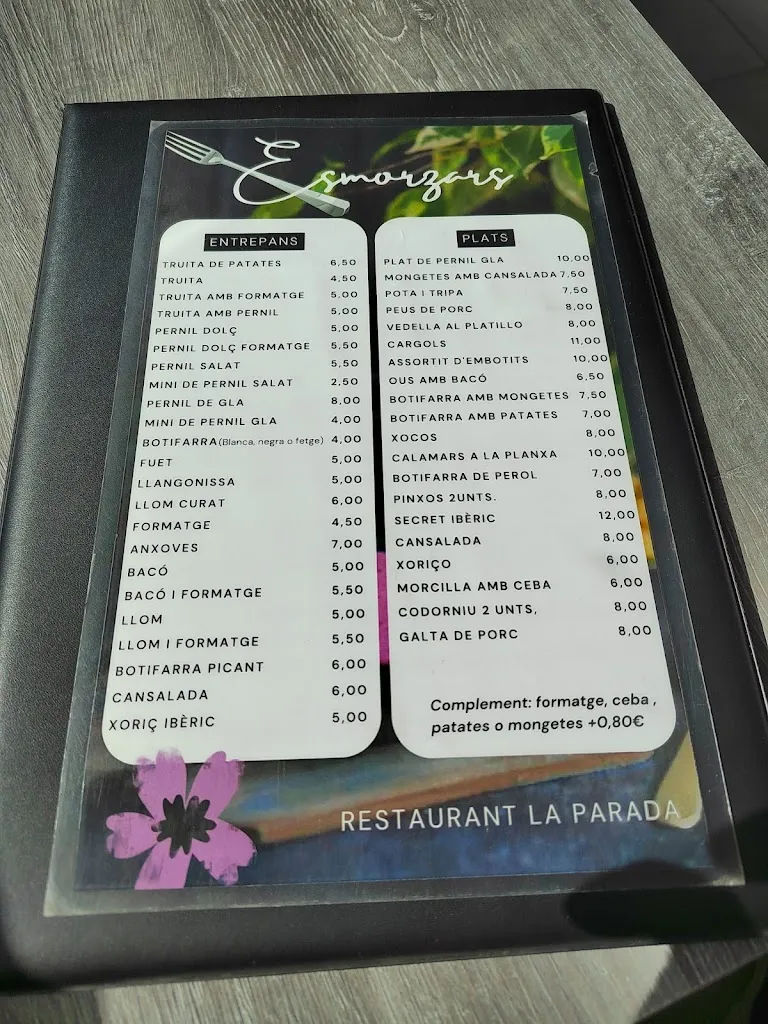 Esmorzars
ENTREPANS
TRUITA DE PATATES 6,50
TRUITA 4,50
TRUITA AMB FORMATGE 5,00
TRUITA AMB PERNIL 5,00
PERNIL DOLÇ 5,00
PERNIL DOLÇ FORMATGE 5,50
PERNIL SALAT 5,50
MINI DE PERNIL SALAT 2,50
PERNIL DE GLA 8,00
MINI DE PERNIL GLA 4,00
BOTIFARRA (Blanca, negra o fetge) 4,00
FUET 5,00
LLANGONISSA 5,00
LLOM CURAT 6,00
FORMATGE 4,50
ANXOVES 7,00
BACÓ 5,00
BACÓ I FORMATGE 5,50
LLOM 5,00
LLOM I FORMATGE 5,50
BOTIFARRA PICANT 6,00
CANSALADA 6,00
XORIÇ IBÈRIC 5,00
PLATS
PLAT DE PERNIL GLA 10,00
MONGETES AMB CANSALADA 7,50
POTA I TRIPA 7,50
PEUS DE PORC 8,00
VEDELLA AL PLATILLO 8,00
CARGOLS 11,00
ASSORTIT D'EMBOTITS 10,00
OUS AMB BACÓ 6,50
BOTIFARRA AMB MONGETES 7,50
BOTIFARRA AMB PATATES 7,00
XOCOS 8,00
CALAMARS A LA PLANXA 10,00
BOTIFARRA DE PEROL 7,00
PINXOS 2UNTS. 8,00
SECRET IBÈRIC 12,00
CANSALADA 8,00
XORIÇO 6,00
MORCILLA AMB CEBA 6,00
CODORNIU 2 UNTS, 8,00
GALTA DE PORC 8,00
Complement: formatge, ceba ,
patates o mongetes +0,80€
RESTAURANT LA PARADA